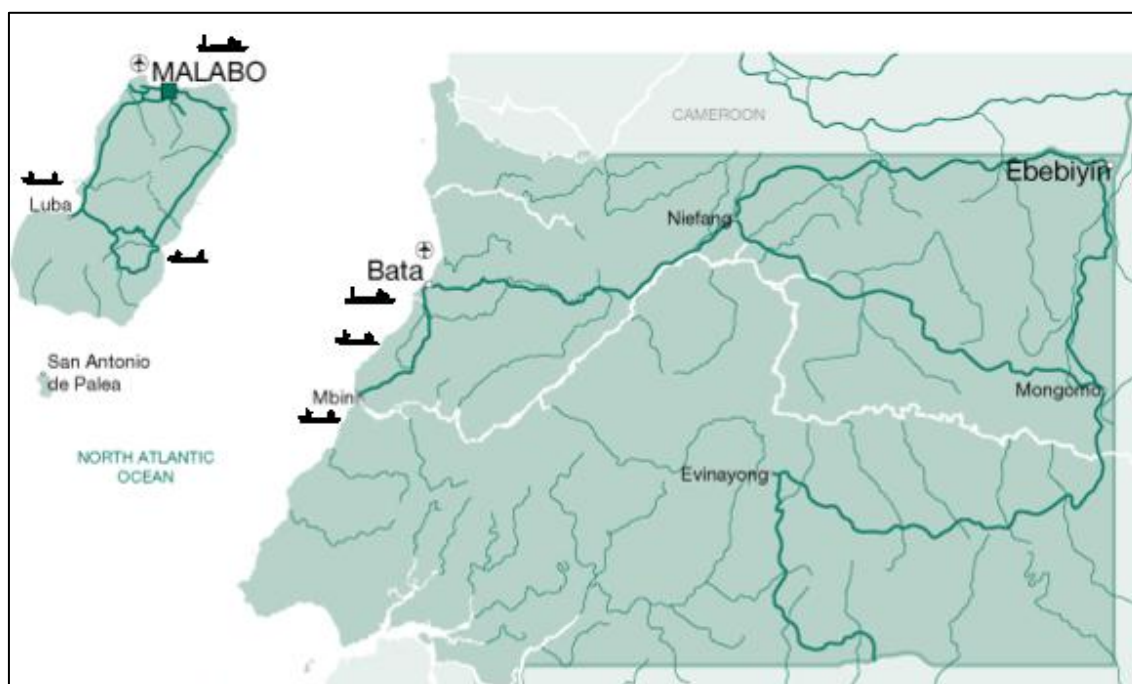 MALABO
CAMEROON
Ebebiyin
Niefang
Luba
Bata
San Antonio
de Palea
Mbini
Mongomo
NORTH ATLANTIC
OCEAN
Evinayong